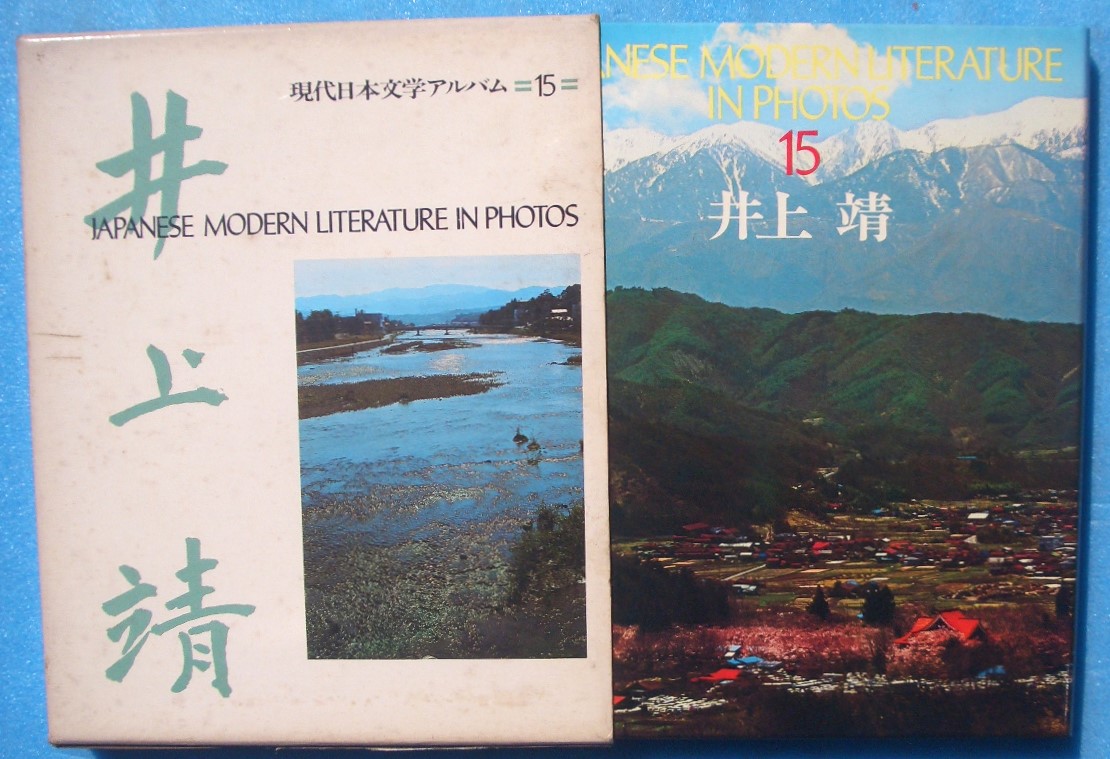 現代日本文学アルバム =15=
JAPANESE MODERN LITERATURE IN PHOTOS
井上靖
NESE MODERN LITERATURE
IN PHOTOS
15
井上 靖